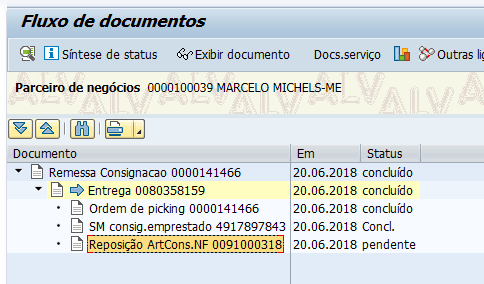 Fluxo de documentos
Síntese de status Exibir documento Docs.serviço Outras li
Parceiro de negócios 0000100039 MARCELO MICHELS-ME
Documento Em Status
Remessa Consignacao 0000141466 20.06.2018 concluído
Entrega 0080358159 20.06.2018 concluído
Ordem de picking 0000141466 20.06.2018 concluído
SM consig.emprestado 4917897843 20.06.2018 Concl.
Reposição ArtCons.NF 0091000318 20.06.2018 pendente